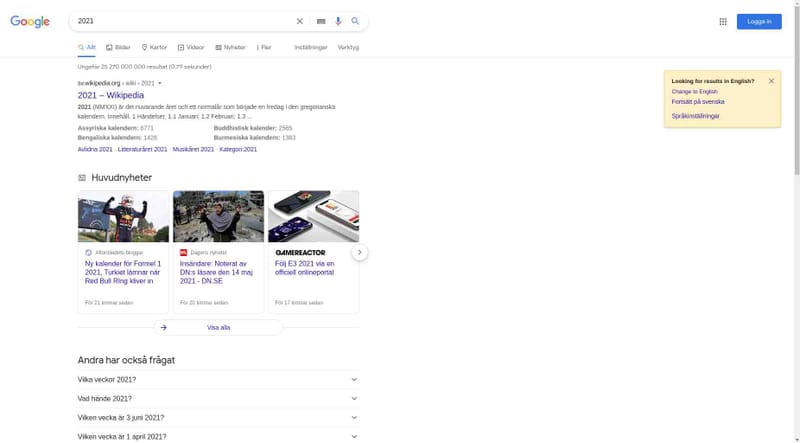 Google
2021
Logga in
Allt
Bilder
Kartor
Videor
Nyheter
Fler
Inställningar
Verktyg
Ungefär 25 270 000 000 resultat (0,79 sekunder)
sv.wikipedia.org › wiki › 2021
2021 – Wikipedia
2021 (MMXXI) är det nuvarande året och ett normalår som började en fredag i den gregorianska
kalendern. Innehåll. 1 Händelser. 1.1 Januari; 1.2 Februari; 1.3 ...
Assyriska kalendern: 6771
Buddhistisk kalender: 2565
Bengaliska kalendern: 1428
Burmesiska kalendern: 1383
Avlidna 2021 · Litteraturåret 2021 · Musikåret 2021 · Kategori:2021
Looking for results in English?
Change to English
Fortsätt på svenska
Språkinställningar
Huvudnyheter
Aftonbladets bloggar
Ny kalender för Formel 1
2021, Turkiet lämnar när
Red Bull Ring kliver in
För 21 timmar sedan
Dagens nyheter
Insändare: Noterat av
DN:s läsare den 14 maj
2021 - DN.SE
För 20 timmar sedan
GAMEREACTOR
Följ E3 2021 via en
officiell onlineportal
För 17 timmar sedan
Visa alla
Andra har också frågat
Vilka veckor 2021?
Vad hände 2021?
Vilken vecka är 3 juni 2021?
Vilken vecka är 1 april 2021?